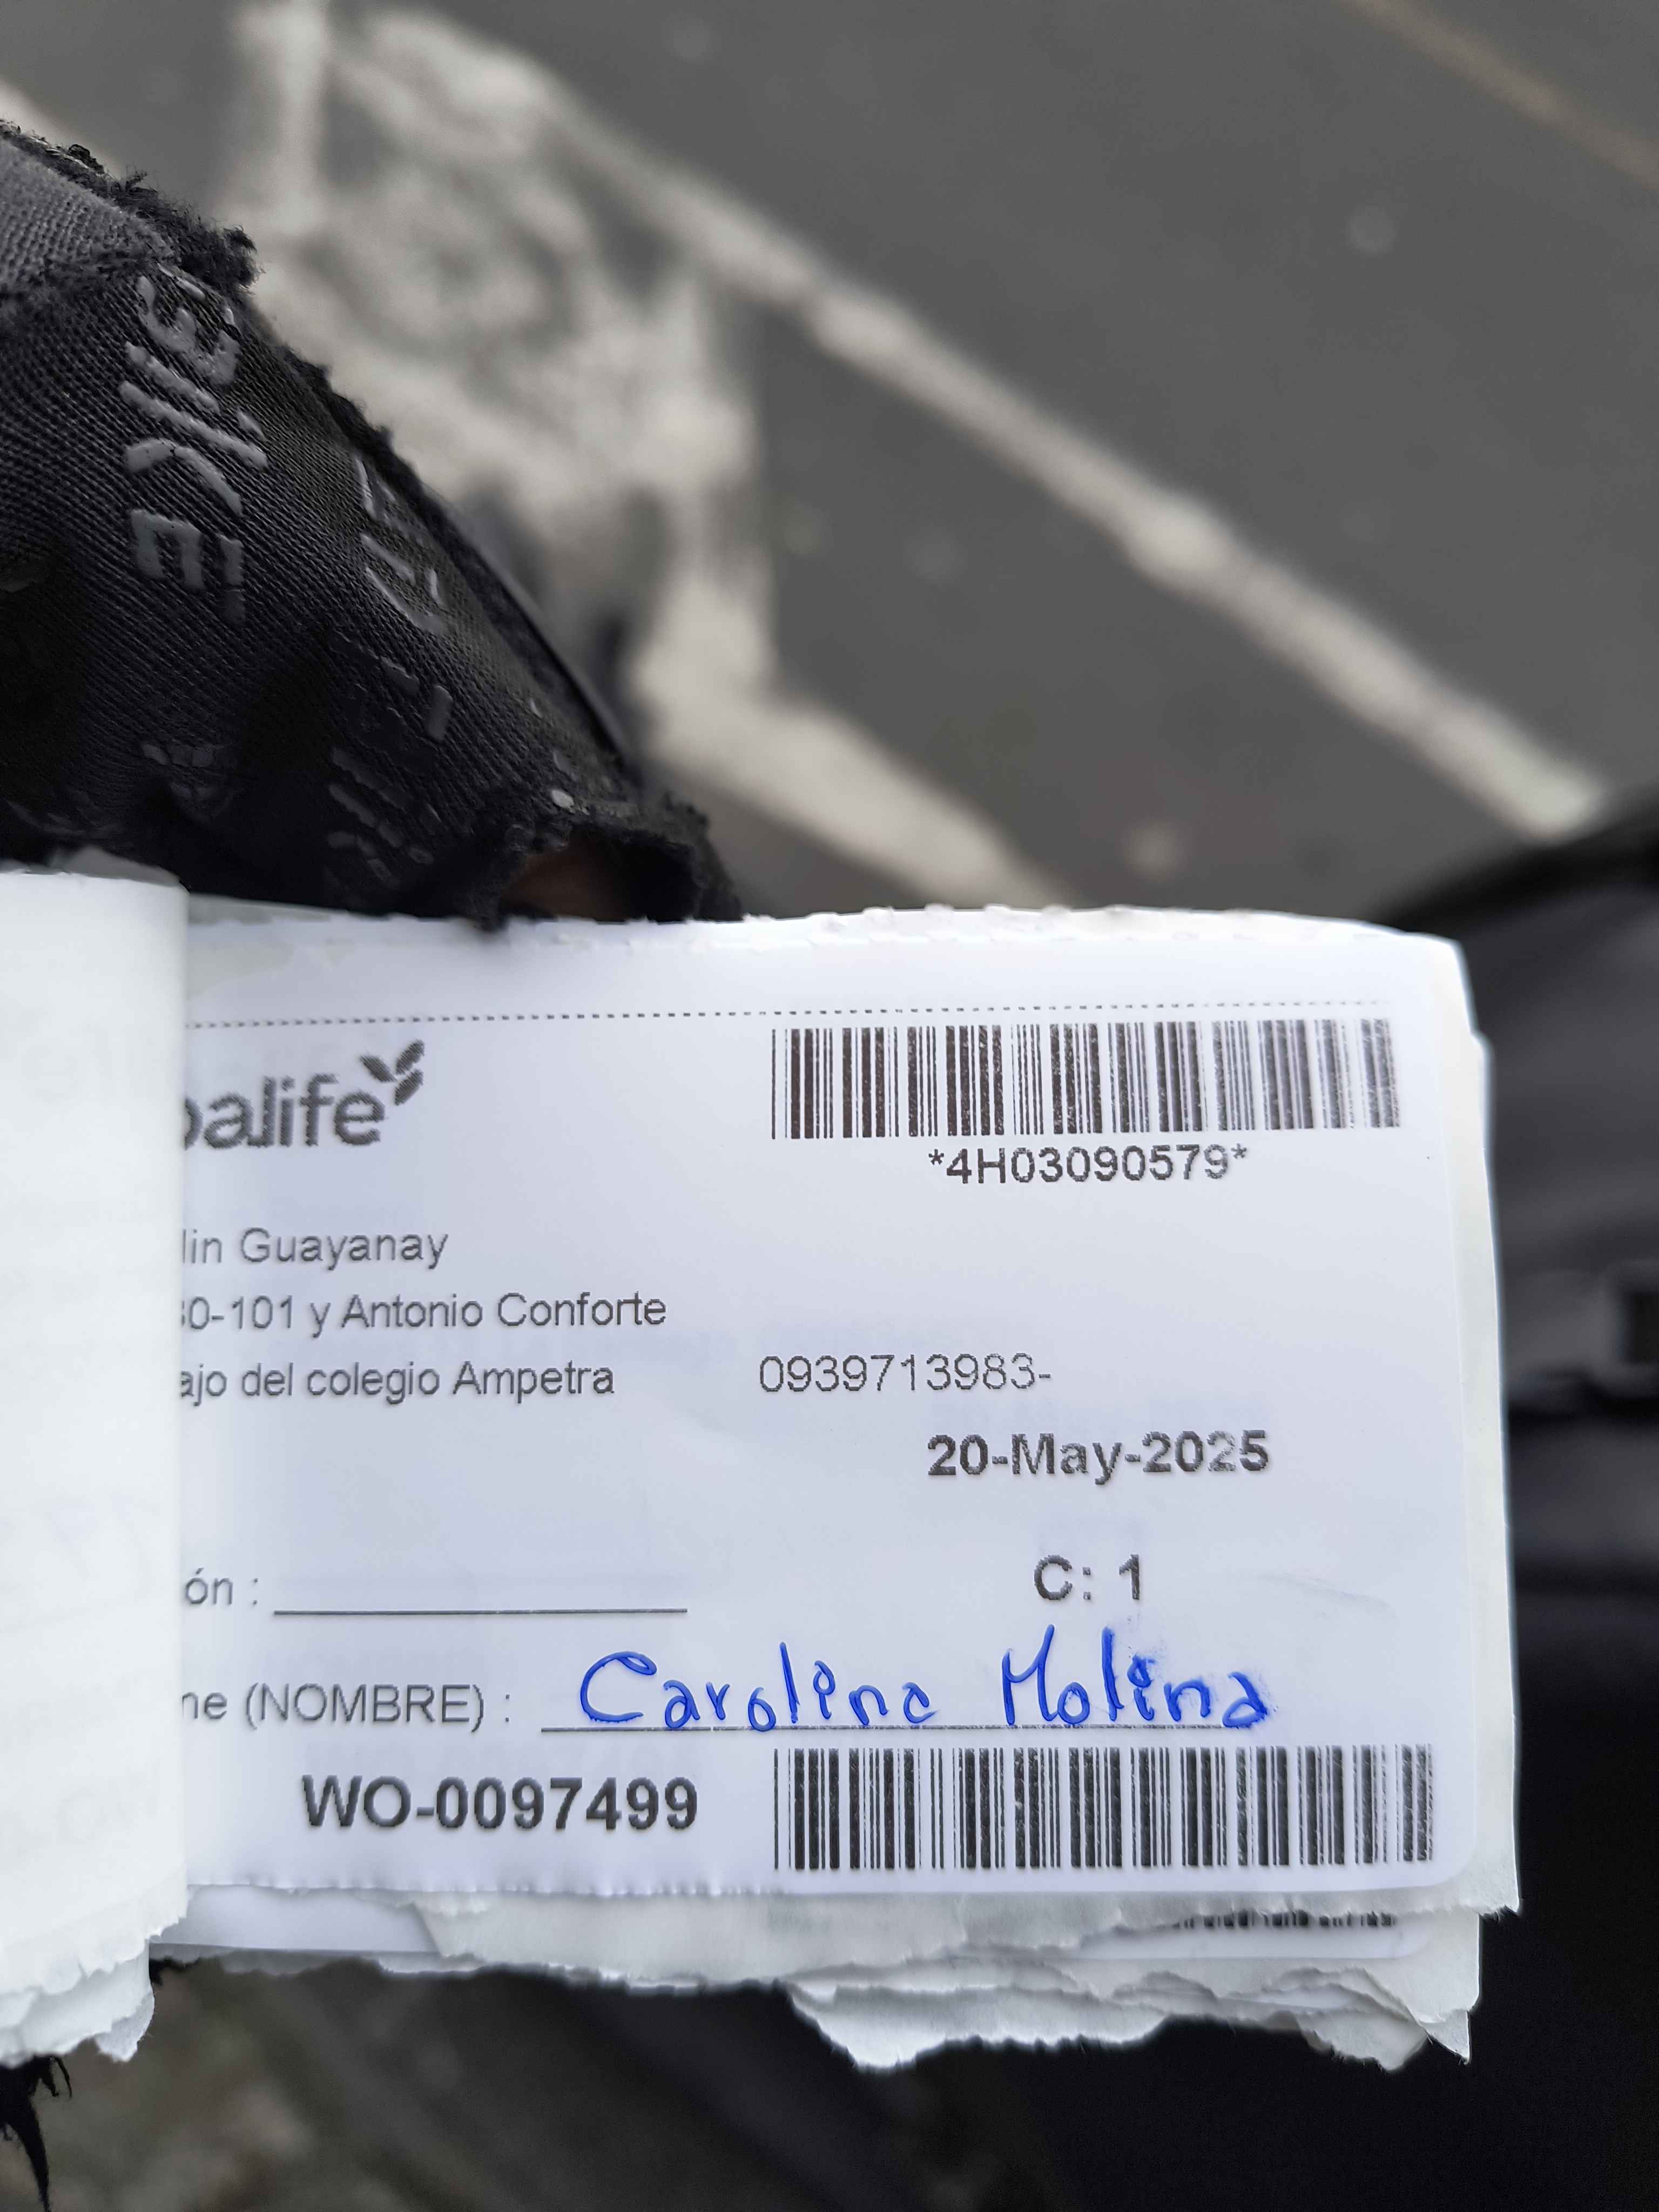 balife
*4H03090579*
lin Guayanay
30-101 y Antonio Conforte
ajo del colegio Ampetra
0939713983-
20-May-2025
ón :
C: 1
ne (NOMBRE) : Carolina Molina
WO-0097499